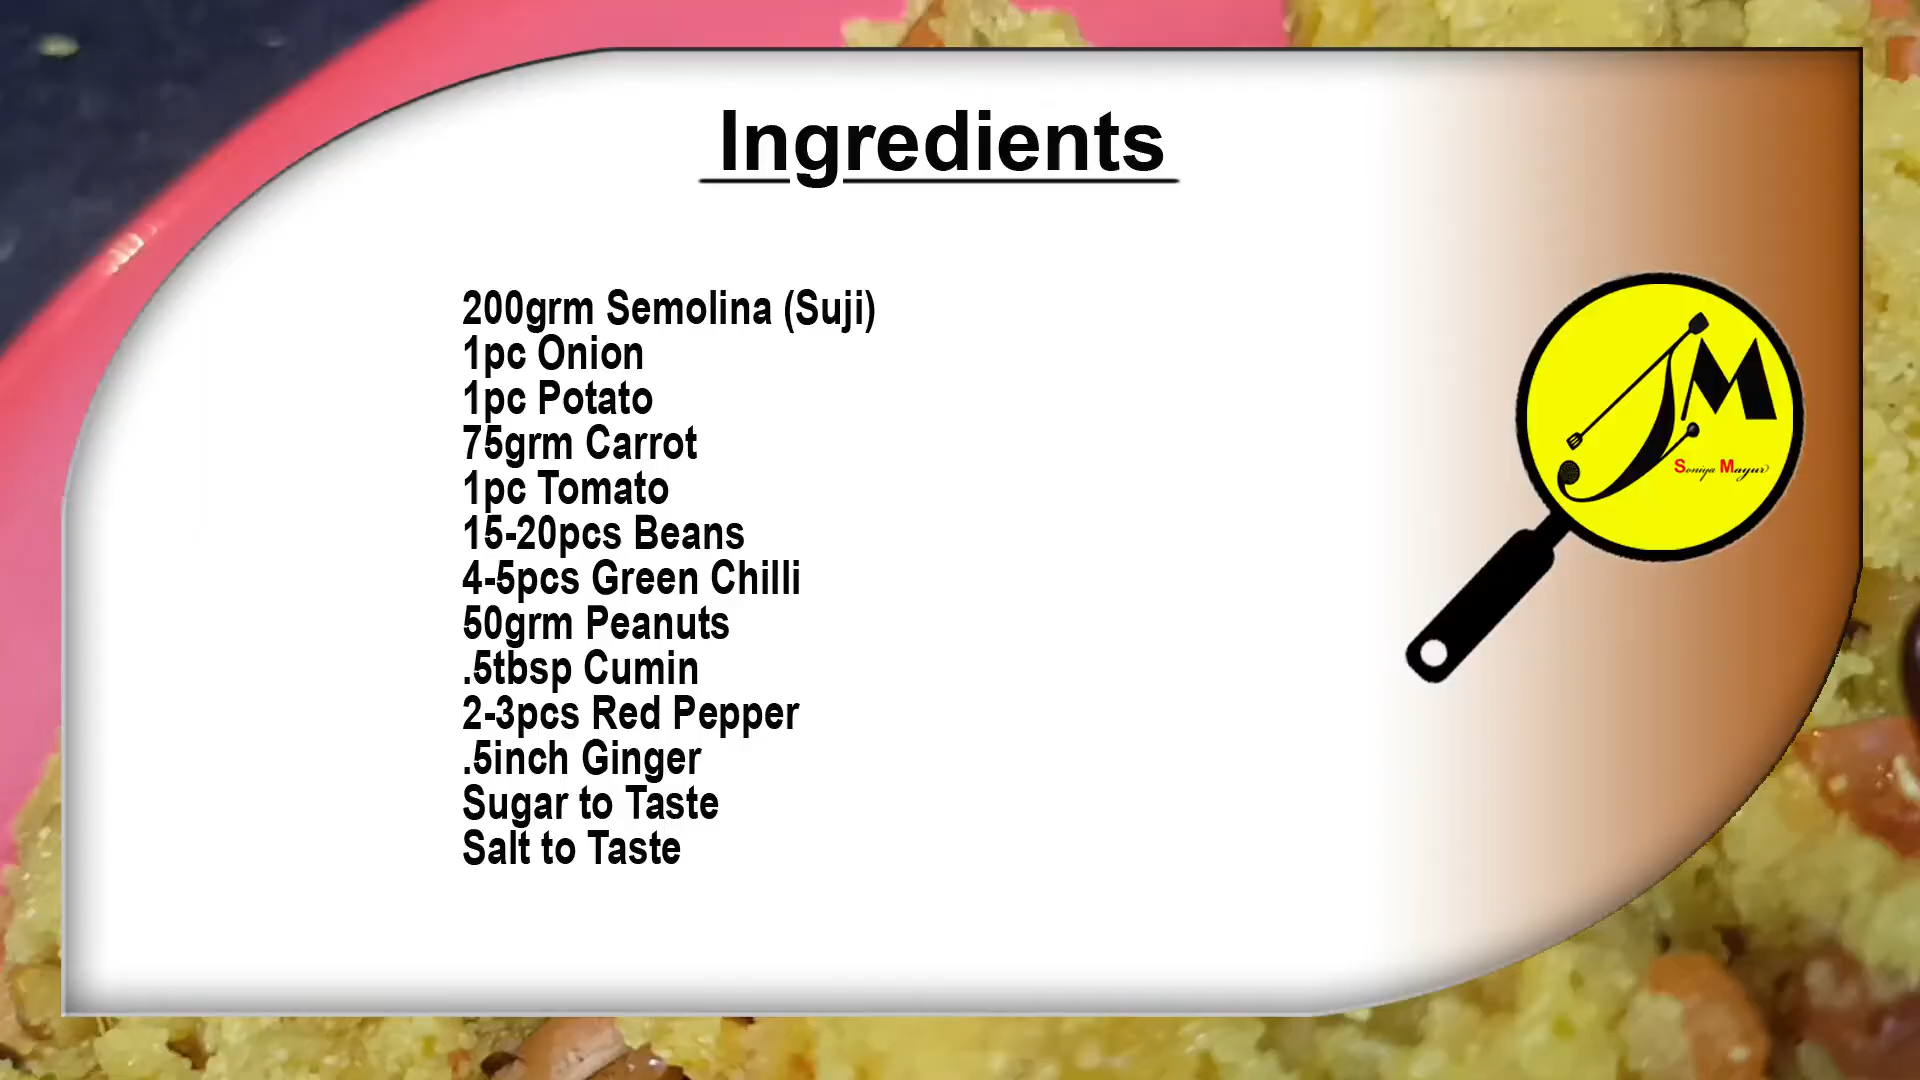 Ingredients
200grm Semolina (Suji)
1pc Onion
1pc Potato
75grm Carrot
1pc Tomato
15-20pcs Beans
4-5pcs Green Chilli
50grm Peanuts
.5tbsp Cumin
2-3pcs Red Pepper
.5inch Ginger
Sugar to Taste
Salt to Taste
M
Soniya Mayur